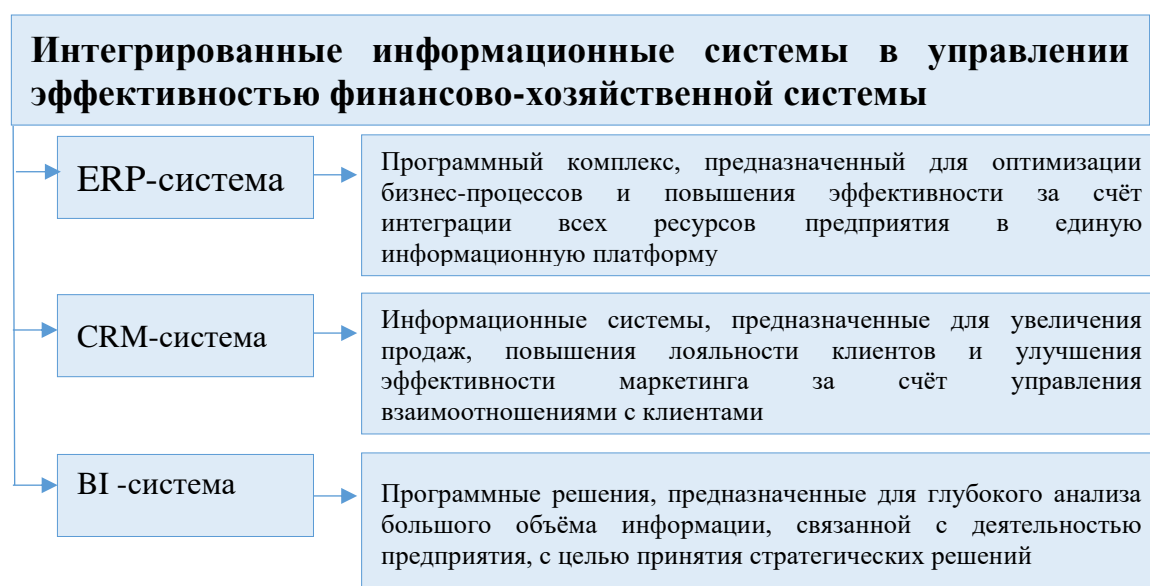 Интегрированные информационные системы в управлении
эффективностью финансово-хозяйственной системы
ERP-система
Программный комплекс, предназначенный для оптимизации
бизнес-процессов и повышения эффективности за счёт
интеграции всех ресурсов предприятия в единую
информационную платформу
CRM-система
Информационные системы, предназначенные для увеличения
продаж, повышения лояльности клиентов и улучшения
эффективности маркетинга за счёт управления
взаимоотношениями с клиентами
BI -система
Программные решения, предназначенные для глубокого анализа
большого объёма информации, связанной с деятельностью
предприятия, с целью принятия стратегических решений